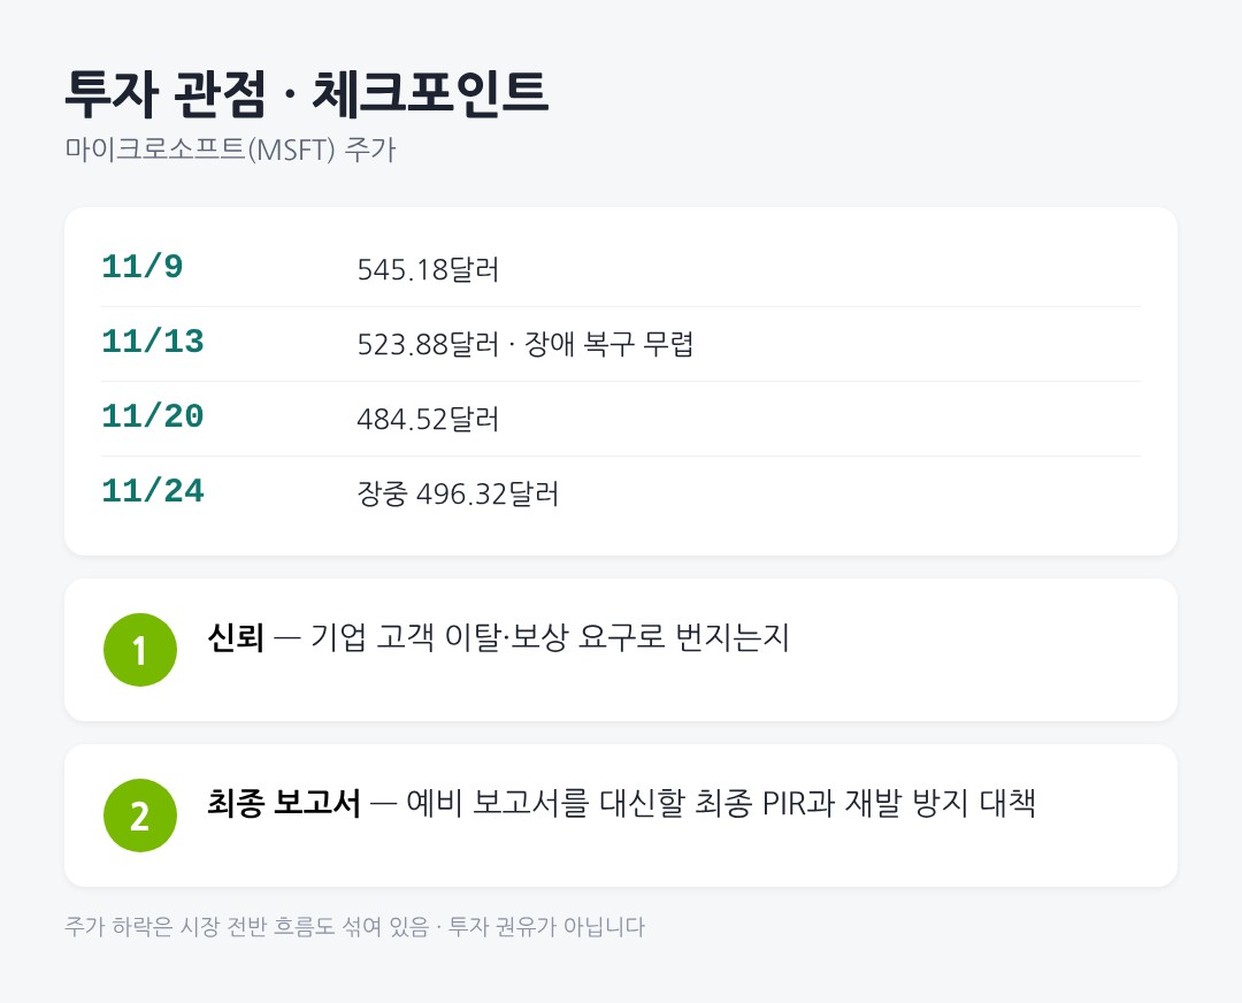 투자 관점 · 체크포인트
마이크로소프트(MSFT) 주가
11/9 545.18달러
11/13 523.88달러 · 장애 복구 무렵
11/20 484.52달러
11/24 장중 496.32달러
1 신뢰 — 기업 고객 이탈·보상 요구로 번지는지
2 최종 보고서 — 예비 보고서를 대신할 최종 PIR과 재발 방지 대책
주가 하락은 시장 전반 흐름도 섞여 있음 · 투자 권유가 아닙니다